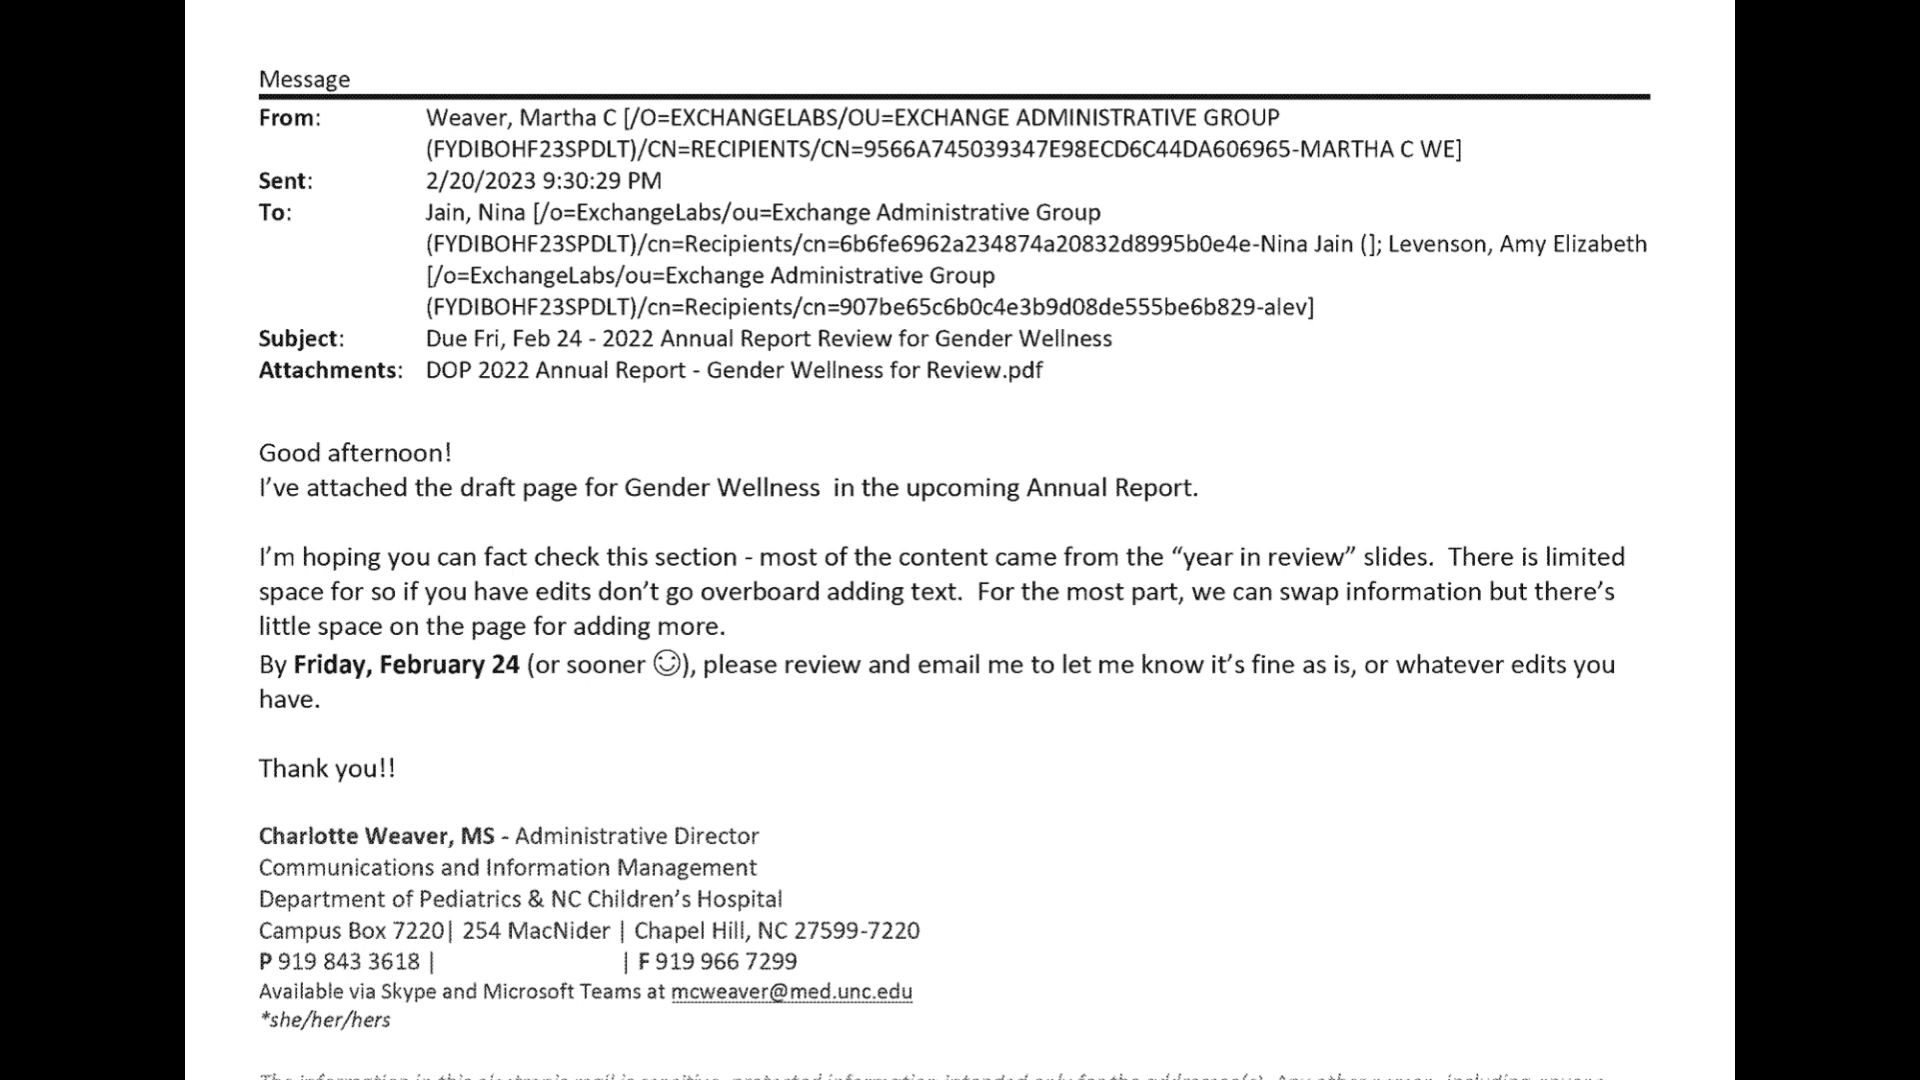 Message
From: Weaver, Martha C [/O=EXCHANGELABS/OU=EXCHANGE ADMINISTRATIVE GROUP
(FYDIBOHF23SPDLT)/CN=RECIPIENTS/CN=9566A745039347E98ECD6C44DA606965-MARTHA C WE]
Sent: 2/20/2023 9:30:29 PM
To: Jain, Nina [/o=ExchangeLabs/ou=Exchange Administrative Group
(FYDIBOHF23SPDLT)/cn=Recipients/cn=6b6fe6962a234874a20832d8995b0e4e-Nina Jain (]; Levenson, Amy Elizabeth
[/o=ExchangeLabs/ou=Exchange Administrative Group
(FYDIBOHF23SPDLT)/cn=Recipients/cn=907be65c6b0c4e3b9d08de555be6b829-alev]
Subject: Due Fri, Feb 24 - 2022 Annual Report Review for Gender Wellness
Attachments: DOP 2022 Annual Report - Gender Wellness for Review.pdf
Good afternoon!
I’ve attached the draft page for Gender Wellness  in the upcoming Annual Report.
I’m hoping you can fact check this section - most of the content came from the “year in review” slides.  There is limited
space for so if you have edits don’t go overboard adding text.  For the most part, we can swap information but there’s
little space on the page for adding more.
By Friday, February 24 (or sooner ☺), please review and email me to let me know it’s fine as is, or whatever edits you
have.
Thank you!!
Charlotte Weaver, MS - Administrative Director
Communications and Information Management
Department of Pediatrics & NC Children’s Hospital
Campus Box 7220| 254 MacNider | Chapel Hill, NC 27599-7220
P 919 843 3618 | | F 919 966 7299
Available via Skype and Microsoft Teams at mcweaver@med.unc.edu
*she/her/hers